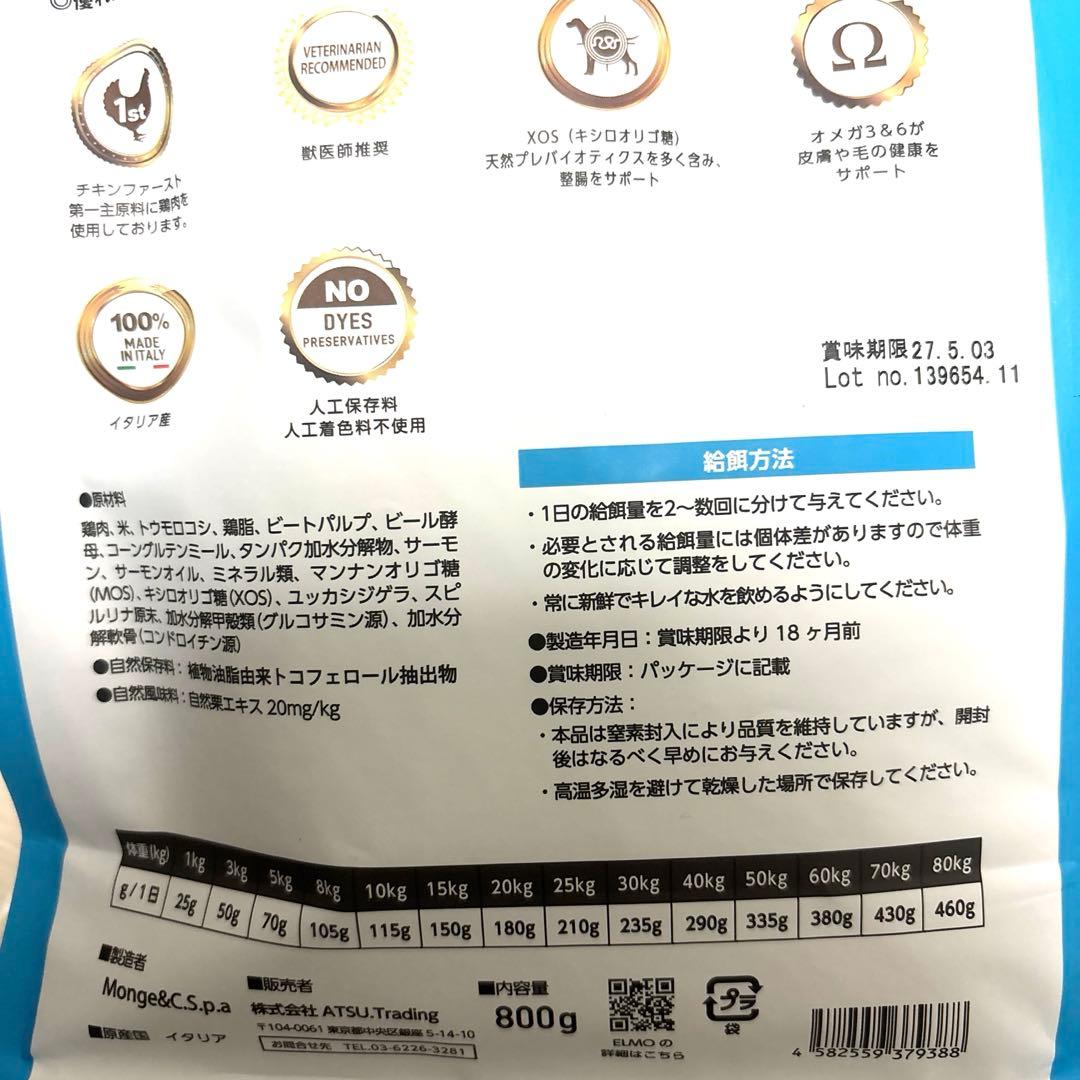 1st
チキンファースト
第一主原料に鶏肉を
使用しております。
VETERINARIAN
RECOMMENDED
獣医師推奨
XOS（キシロオリゴ糖）
天然プレバイオティクスを多く含み、
整腸をサポート
Ω
オメガ3＆6が
皮膚や毛の健康を
サポート
100%
MADE
IN ITALY
イタリア産
NO
DYES
PRESERVATIVES
人工保存料
人工着色料不使用
賞味期限27.5.03
Lot no.139654.11
●原材料
鶏肉、米、トウモロコシ、鶏脂、ビートパルプ、ビール酵
母、コーングルテンミール、タンパク加水分解物、サーモ
ン、サーモンオイル、ミネラル類、マンナンオリゴ糖
(MOS)、キシロオリゴ糖(XOS)、ユッカシジゲラ、スピ
ルリナ原末、加水分解甲殻類(グルコサミン源)、加水分
解軟骨(コンドロイチン源)
●自然保存料：植物油脂由来トコフェロール抽出物
●自然風味料：自然栗エキス 20mg/kg
給餌方法
・1日の給餌量を2～数回に分けて与えてください。
・必要とされる給餌量には個体差がありますので体重
の変化に応じて調整をしてください。
・常に新鮮でキレイな水を飲めるようにしてください。
●製造年月日：賞味期限より 18 ヶ月前
●賞味期限：パッケージに記載
●保存方法：
・本品は窒素封入により品質を維持していますが、開封
後はなるべく早めにお与えください。
・高温多湿を避けて乾燥した場所で保存してください。
体重(kg) 1kg 3kg 5kg 8kg 10kg 15kg 20kg 25kg 30kg 40kg 50kg 60kg 70kg 80kg
g/1日 25g 50g 70g 105g 115g 150g 180g 210g 235g 290g 335g 380g 430g 460g
■製造者
Monge&C.S.p.a
■原産国 イタリア
■販売者
株式会社 ATSU.Trading
〒104-0061 東京都中央区銀座 5-14-10
お問合せ先 TEL.03-6226-3281
■内容量
800g
ELMO の
詳細はこちら
プラ
袋
4 582559 379388